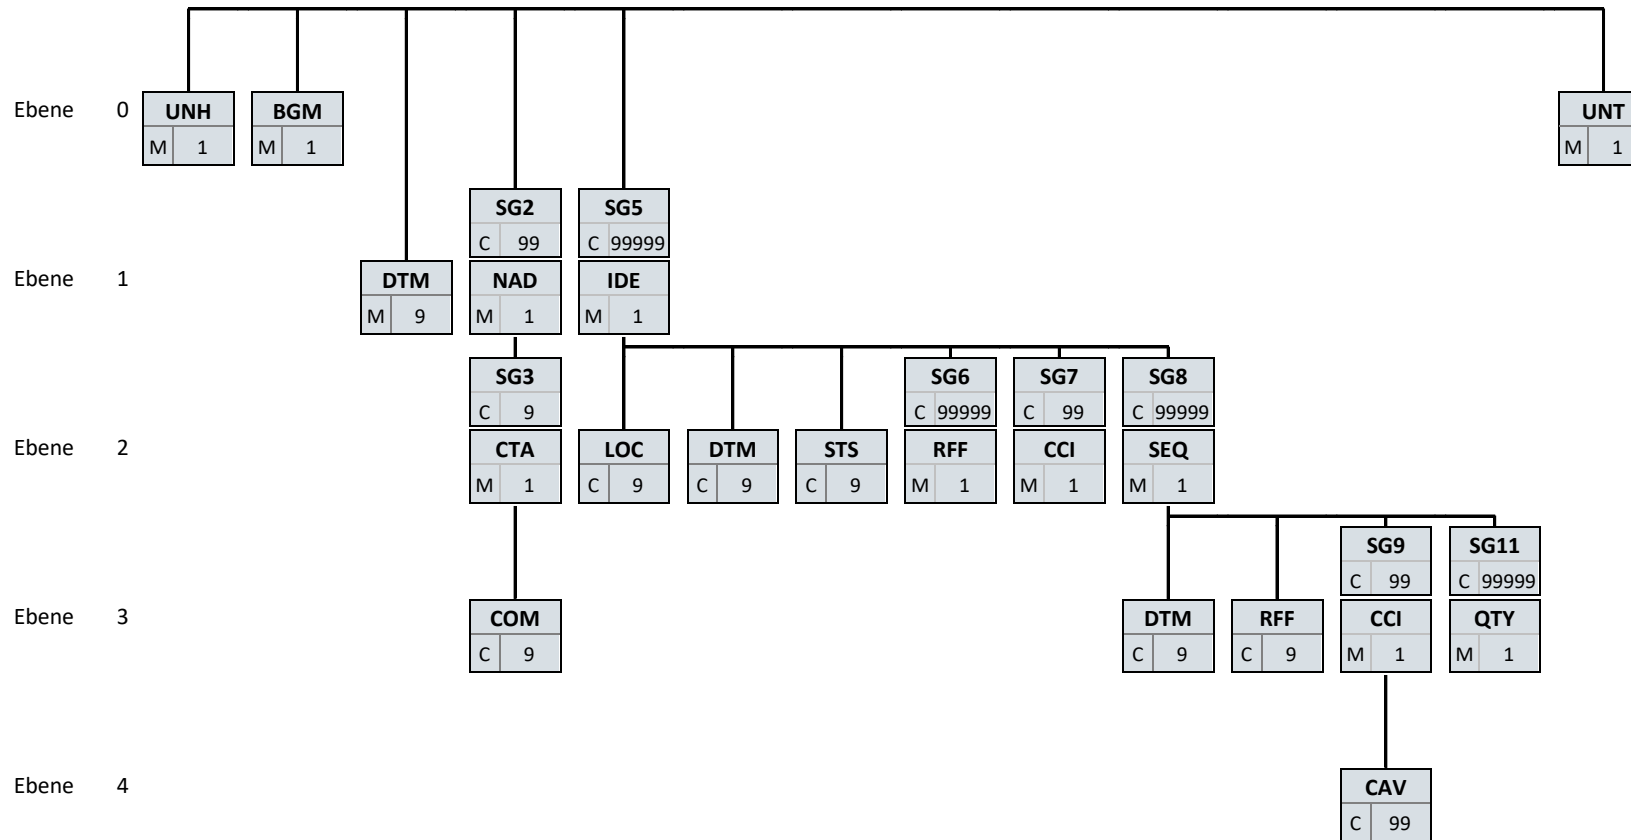 Ebene 0 UNH BGM UNT
M 1 M 1 M 1
SG2 SG5
C 99 C 99999
Ebene 1 DTM NAD IDE
M 9 M 1 M 1
SG3 SG6 SG7 SG8
C 9 C 99999 C 99 C 99999
Ebene 2 CTA LOC DTM STS RFF CCI SEQ
M 1 C 9 C 9 C 9 M 1 M 1 M 1
SG9 SG11
C 99 C 99999
Ebene 3 COM DTM RFF CCI QTY
C 9 C 9 C 9 M 1 M 1
Ebene 4 CAV
C 99